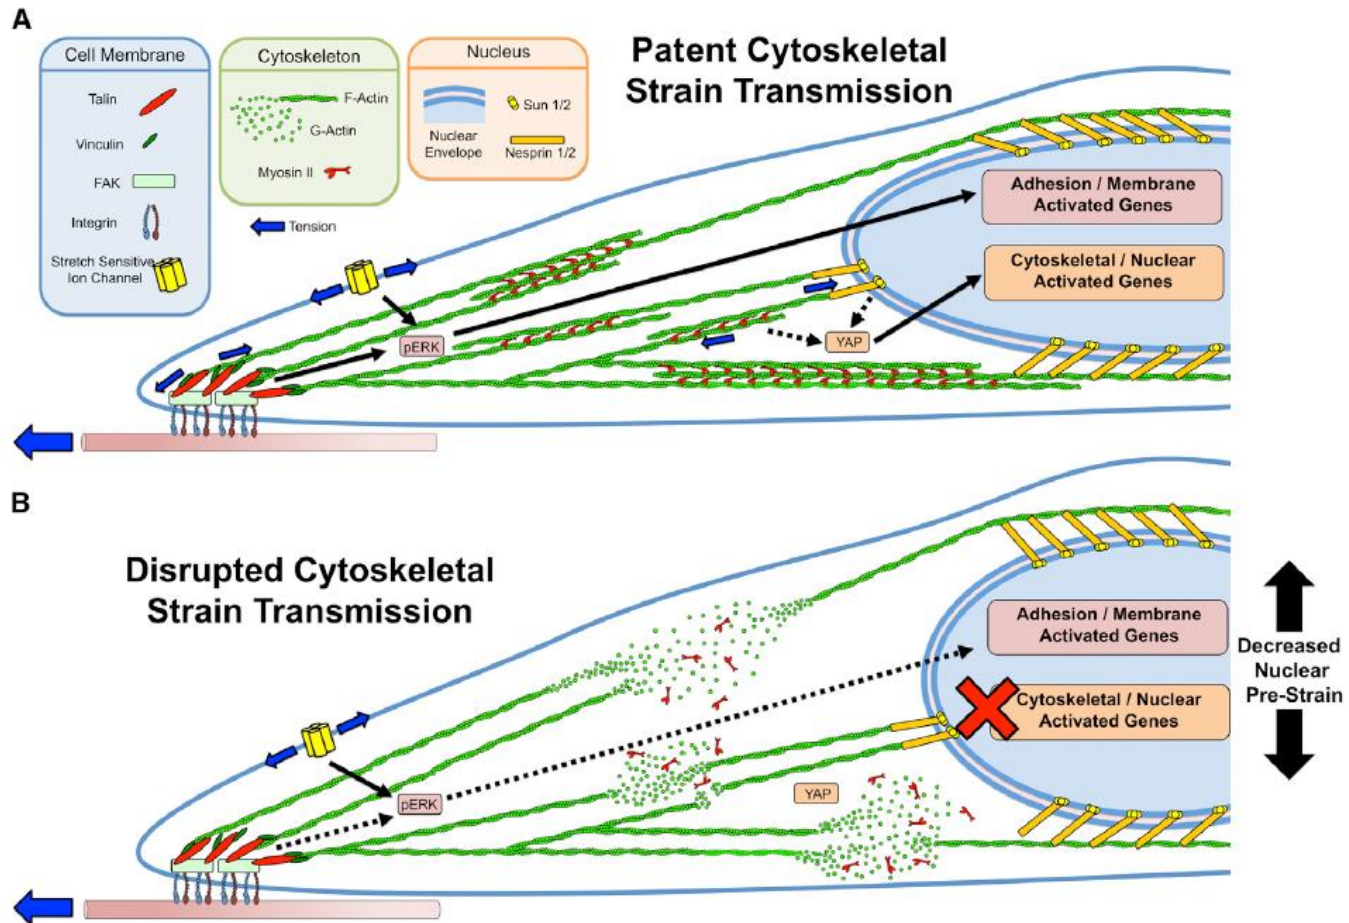 A
Cell Membrane
Talin
Vinculin
FAK
Integrin
Stretch Sensitive
Ion Channel
Cytoskeleton
F-Actin
G-Actin
Myosin II
Nucleus
Nuclear
Envelope
Sun 1/2
Nesprin 1/2
Tension
Patent Cytoskeletal
Strain Transmission
Adhesion / Membrane
Activated Genes
Cytoskeletal / Nuclear
Activated Genes
pERK
YAP
B
Disrupted Cytoskeletal
Strain Transmission
Adhesion / Membrane
Activated Genes
Cytoskeletal / Nuclear
Activated Genes
pERK
YAP
Decreased
Nuclear
Pre-Strain